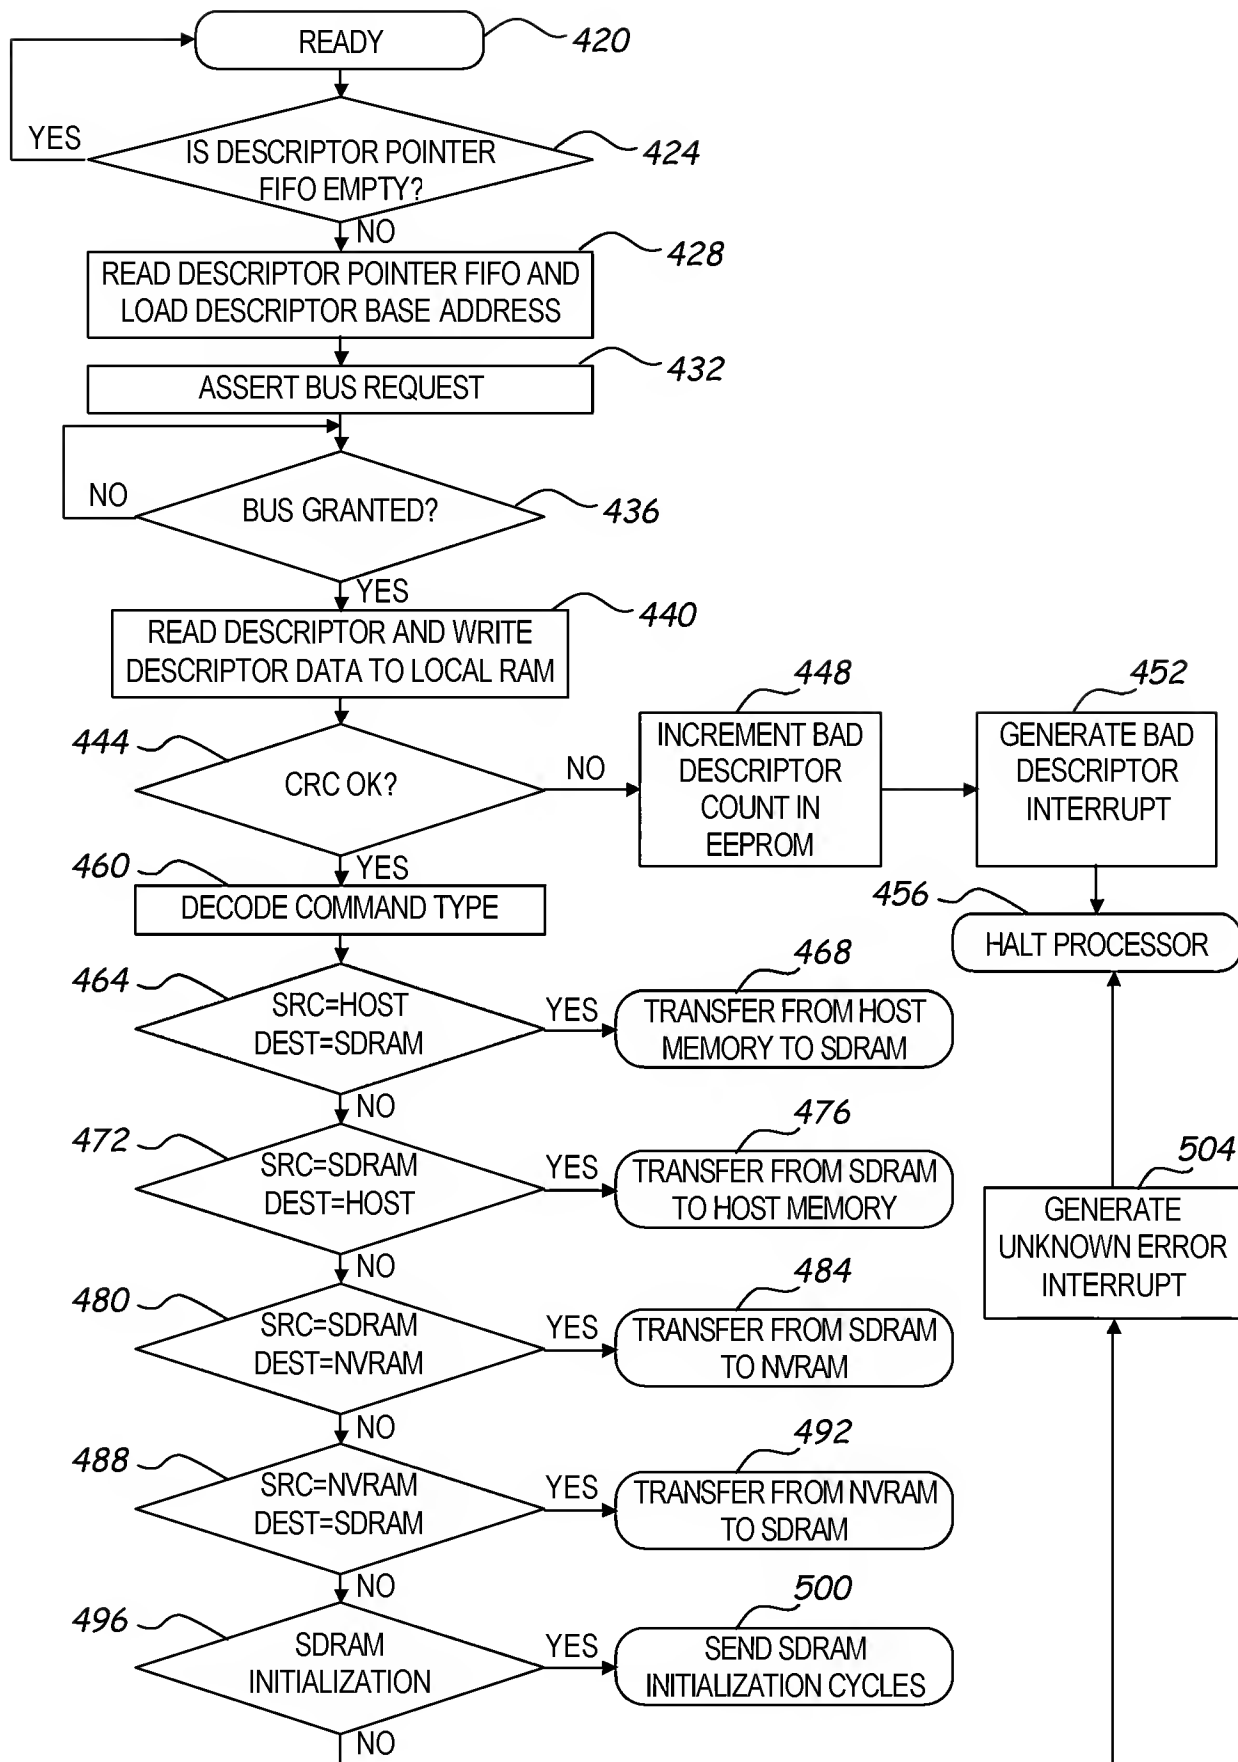 READY
420
YES
IS DESCRIPTOR POINTER
FIFO EMPTY?
424
NO
428
READ DESCRIPTOR POINTER FIFO AND
LOAD DESCRIPTOR BASE ADDRESS
432
ASSERT BUS REQUEST
NO
BUS GRANTED?
436
YES
440
READ DESCRIPTOR AND WRITE
DESCRIPTOR DATA TO LOCAL RAM
444
CRC OK?
NO
448
INCREMENT BAD
DESCRIPTOR
COUNT IN
EEPROM
452
GENERATE BAD
DESCRIPTOR
INTERRUPT
YES
456
HALT PROCESSOR
460
DECODE COMMAND TYPE
464
SRC=HOST
DEST=SDRAM
YES
468
TRANSFER FROM HOST
MEMORY TO SDRAM
NO
472
SRC=SDRAM
DEST=HOST
YES
476
TRANSFER FROM SDRAM
TO HOST MEMORY
504
GENERATE
UNKNOWN ERROR
INTERRUPT
NO
480
SRC=SDRAM
DEST=NVRAM
YES
484
TRANSFER FROM SDRAM
TO NVRAM
NO
488
SRC=NVRAM
DEST=SDRAM
YES
492
TRANSFER FROM NVRAM
TO SDRAM
NO
496
SDRAM
INITIALIZATION
YES
500
SEND SDRAM
INITIALIZATION CYCLES
NO